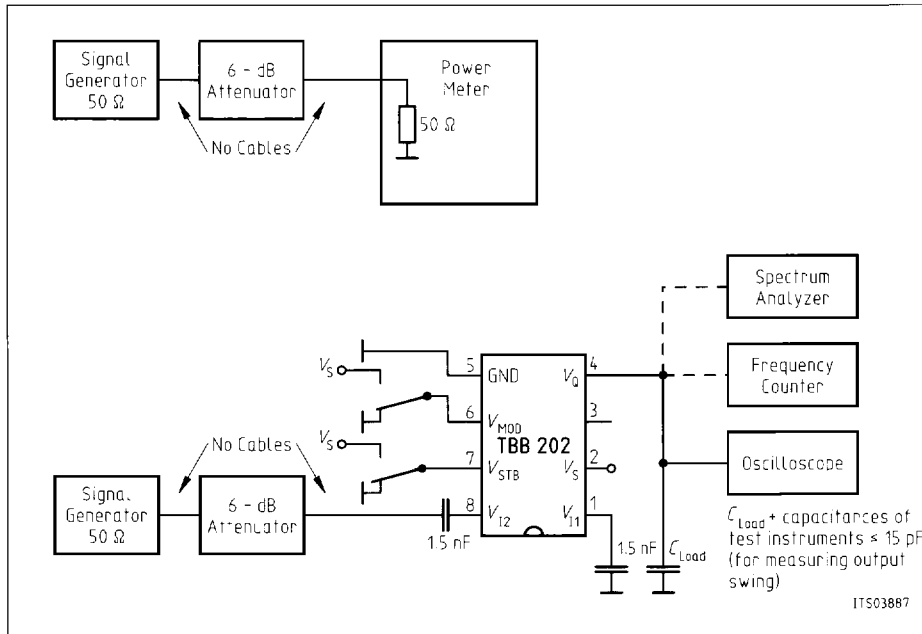 Signal
Generator
50 Ω
6 - dB
Attenuator
Power
Meter
50 Ω
No Cables
Spectrum
Analyzer
Frequency
Counter
Oscilloscope
V_S
5
GND
V_Q
4
6
V_MOD
3
V_S
TBB 202
7
V_STB
V_S
2
No Cables
8
V_I2
V_I1
1
Signal
Generator
50 Ω
6 - dB
Attenuator
1.5 nF
1.5 nF
C_Load
C_Load + capacitances of
test instruments ≤ 15 pF
(for measuring output
swing)
ITS03887